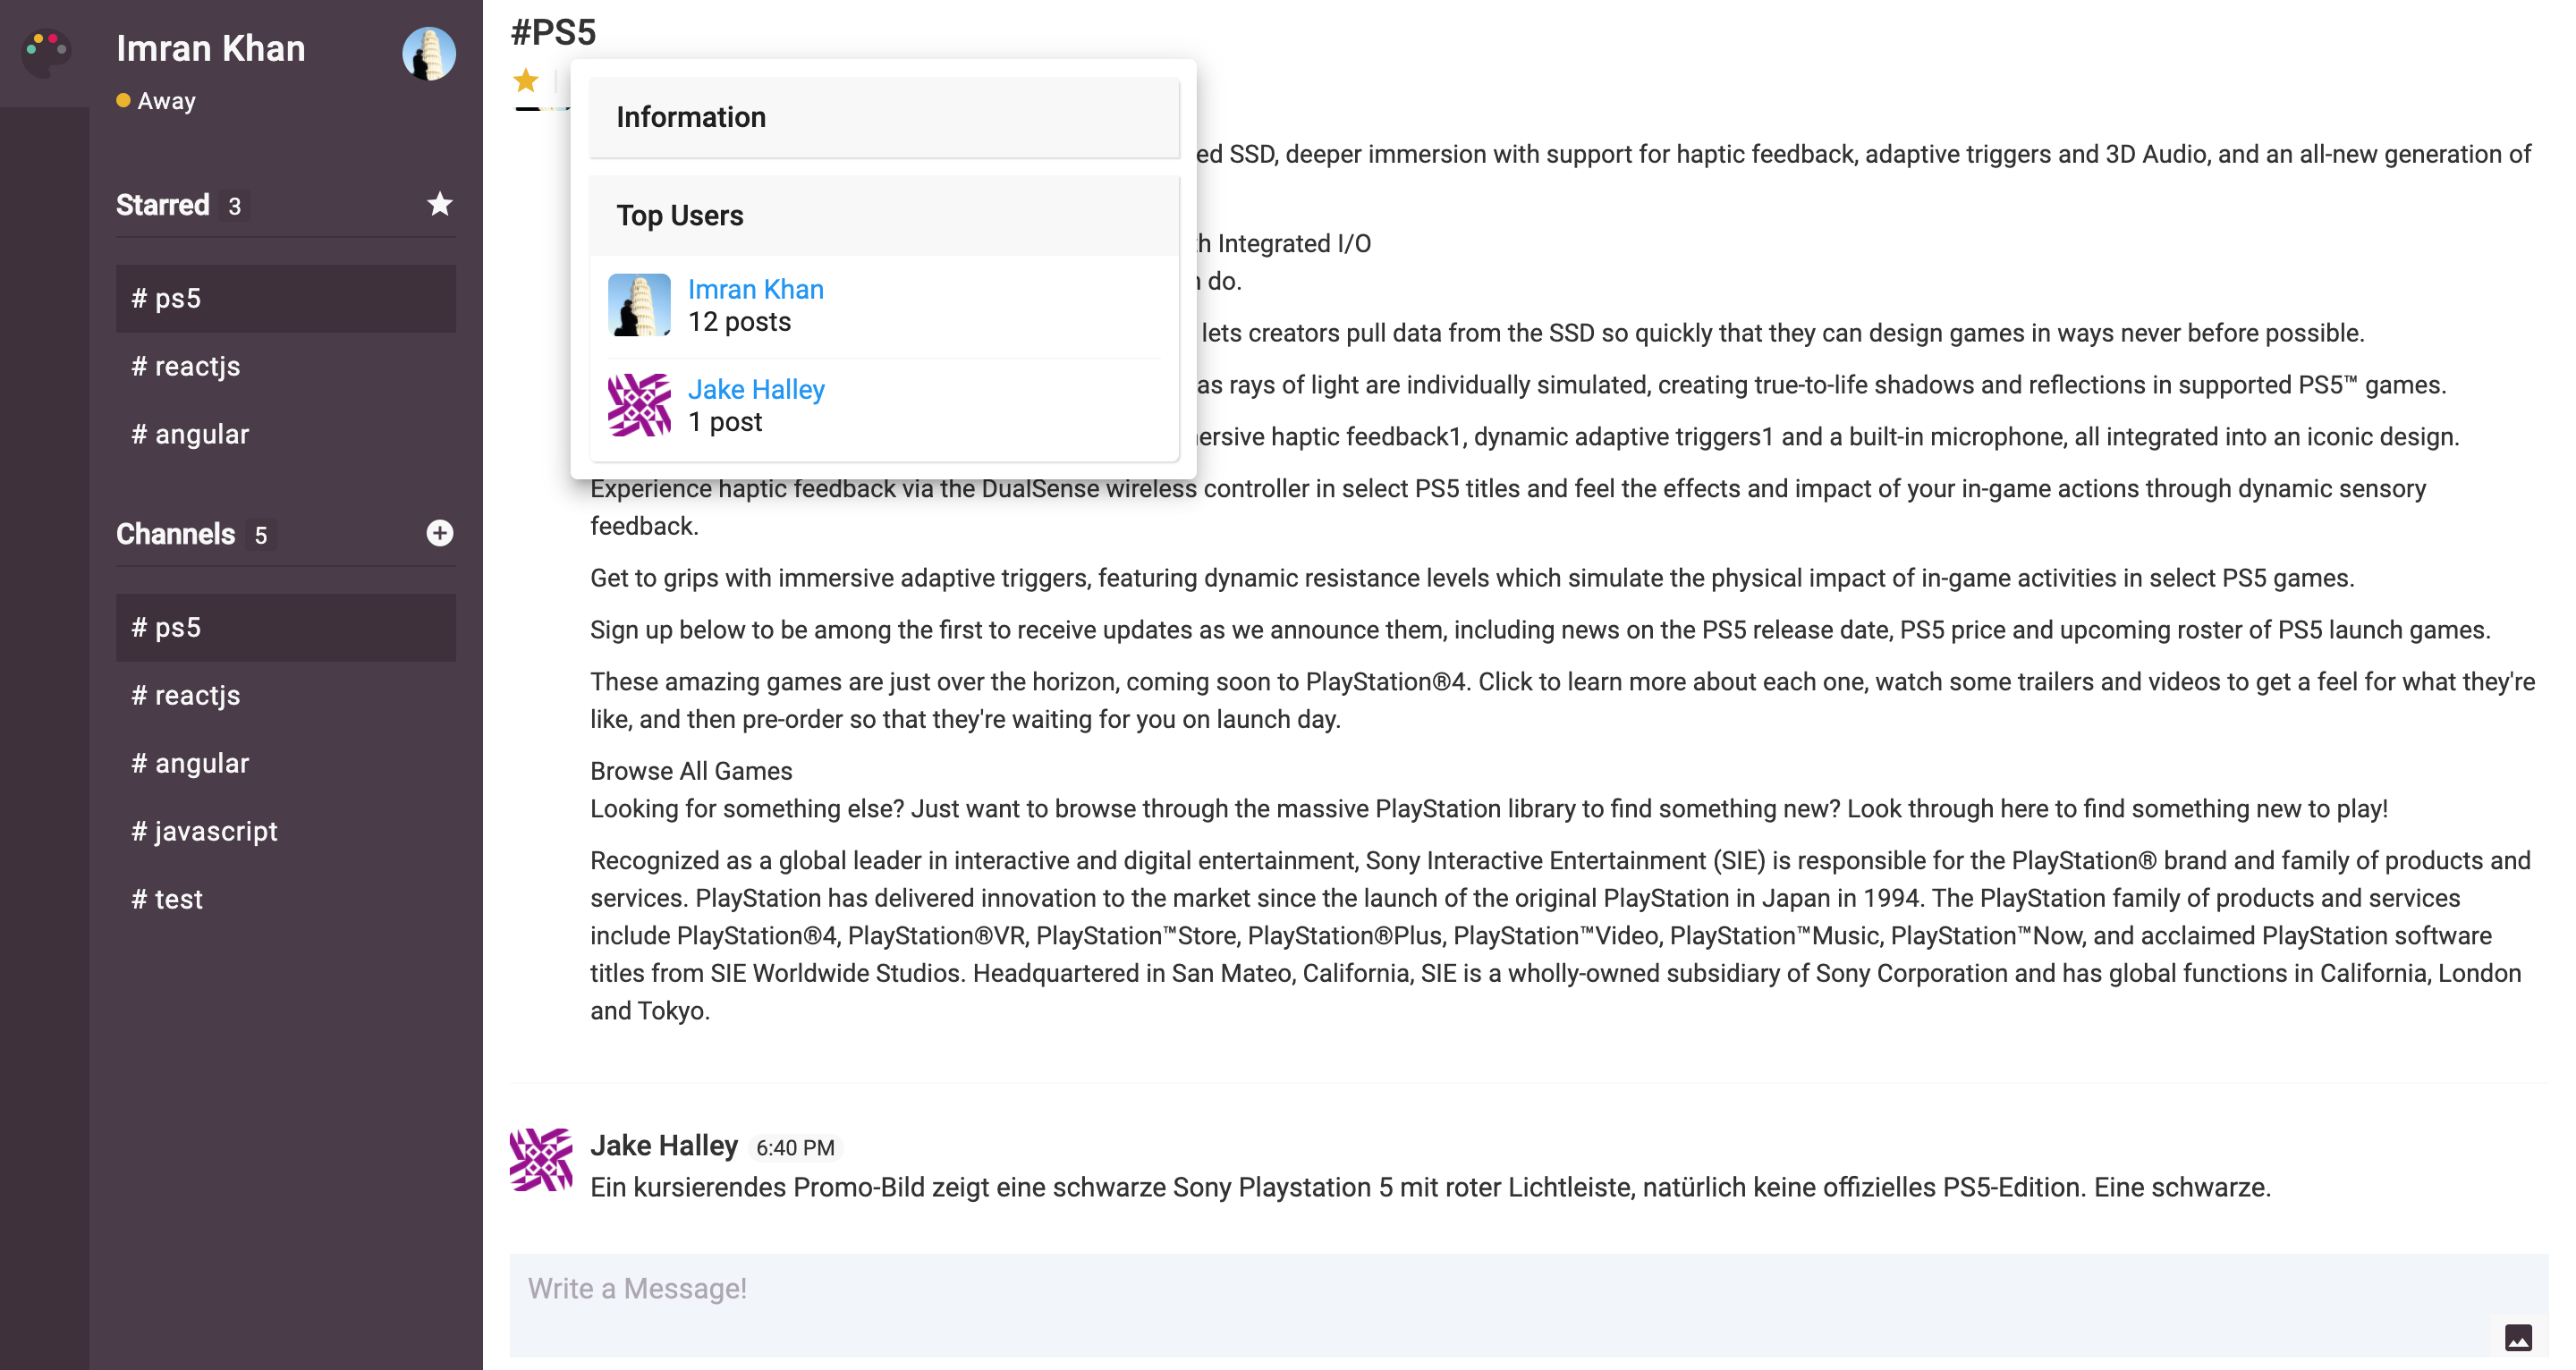 Imran Khan
Away
Starred 3
# ps5
# reactjs
# angular
Channels 5
# ps5
# reactjs
# angular
# javascript
# test
#PS5
Information
Top Users
Imran Khan
12 posts
Jake Halley
1 post
SSD, deeper immersion with support for haptic feedback, adaptive triggers and 3D Audio, and an all-new generation of
Integrated I/O
do.
lets creators pull data from the SSD so quickly that they can design games in ways never before possible.
as rays of light are individually simulated, creating true-to-life shadows and reflections in supported PS5™ games.
haptic feedback1, dynamic adaptive triggers1 and a built-in microphone, all integrated into an iconic design.
Experience haptic feedback via the DualSense wireless controller in select PS5 titles and feel the effects and impact of your in-game actions through dynamic sensory
feedback.
Get to grips with immersive adaptive triggers, featuring dynamic resistance levels which simulate the physical impact of in-game activities in select PS5 games.
Sign up below to be among the first to receive updates as we announce them, including news on the PS5 release date, PS5 price and upcoming roster of PS5 launch games.
These amazing games are just over the horizon, coming soon to PlayStation®4. Click to learn more about each one, watch some trailers and videos to get a feel for what they're
like, and then pre-order so that they're waiting for you on launch day.
Browse All Games
Looking for something else? Just want to browse through the massive PlayStation library to find something new? Look through here to find something new to play!
Recognized as a global leader in interactive and digital entertainment, Sony Interactive Entertainment (SIE) is responsible for the PlayStation® brand and family of products and
services. PlayStation has delivered innovation to the market since the launch of the original PlayStation in Japan in 1994. The PlayStation family of products and services
include PlayStation®4, PlayStation®VR, PlayStation™Store, PlayStation®Plus, PlayStation™Video, PlayStation™Music, PlayStation™Now, and acclaimed PlayStation software
titles from SIE Worldwide Studios. Headquartered in San Mateo, California, SIE is a wholly-owned subsidiary of Sony Corporation and has global functions in California, London
and Tokyo.
Jake Halley 6:40 PM
Ein kursierendes Promo-Bild zeigt eine schwarze Sony Playstation 5 mit roter Lichtleiste, natürlich keine offizielles PS5-Edition. Eine schwarze.
Write a Message!